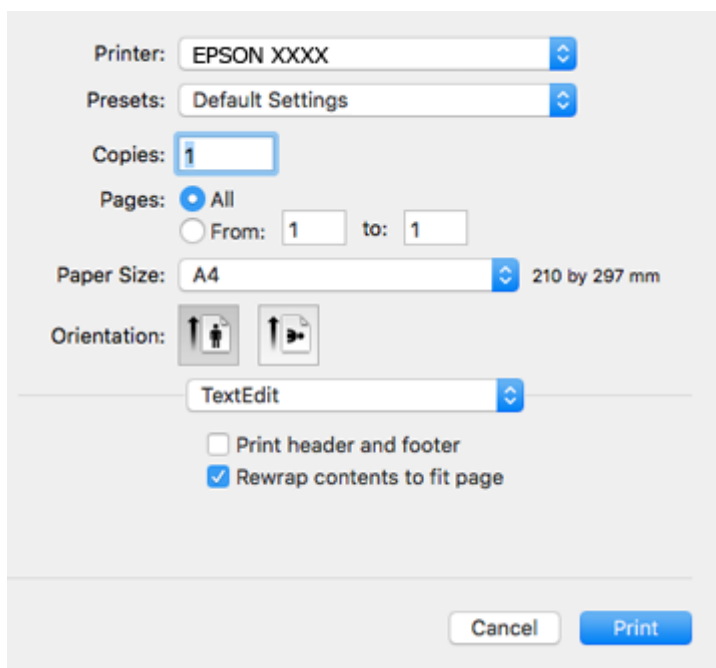 Printer: EPSON XXXX
Presets: Default Settings
Copies: 1
Pages: All
From: 1 to: 1
Paper Size: A4 210 by 297 mm
Orientation:
TextEdit
Print header and footer
Rewrap contents to fit page
Cancel Print